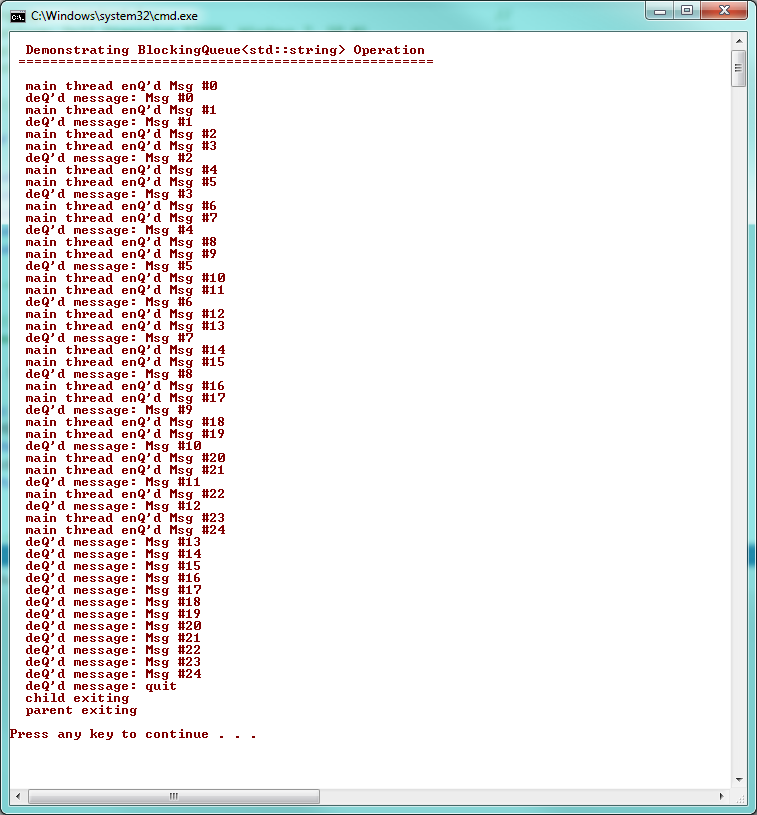 C:\Windows\system32\cmd.exe
Demonstrating BlockingQueue<std::string> Operation
====================================================
main thread enQ'd Msg #0
deQ'd message: Msg #0
main thread enQ'd Msg #1
deQ'd message: Msg #1
main thread enQ'd Msg #2
main thread enQ'd Msg #3
deQ'd message: Msg #2
main thread enQ'd Msg #4
main thread enQ'd Msg #5
deQ'd message: Msg #3
main thread enQ'd Msg #6
main thread enQ'd Msg #7
deQ'd message: Msg #4
main thread enQ'd Msg #8
main thread enQ'd Msg #9
deQ'd message: Msg #5
main thread enQ'd Msg #10
main thread enQ'd Msg #11
deQ'd message: Msg #6
main thread enQ'd Msg #12
main thread enQ'd Msg #13
deQ'd message: Msg #7
main thread enQ'd Msg #14
main thread enQ'd Msg #15
deQ'd message: Msg #8
main thread enQ'd Msg #16
main thread enQ'd Msg #17
deQ'd message: Msg #9
main thread enQ'd Msg #18
main thread enQ'd Msg #19
deQ'd message: Msg #10
main thread enQ'd Msg #20
main thread enQ'd Msg #21
deQ'd message: Msg #11
main thread enQ'd Msg #22
deQ'd message: Msg #12
main thread enQ'd Msg #23
main thread enQ'd Msg #24
deQ'd message: Msg #13
deQ'd message: Msg #14
deQ'd message: Msg #15
deQ'd message: Msg #16
deQ'd message: Msg #17
deQ'd message: Msg #18
deQ'd message: Msg #19
deQ'd message: Msg #20
deQ'd message: Msg #21
deQ'd message: Msg #22
deQ'd message: Msg #23
deQ'd message: Msg #24
deQ'd message: quit
child exiting
parent exiting
Press any key to continue . . .